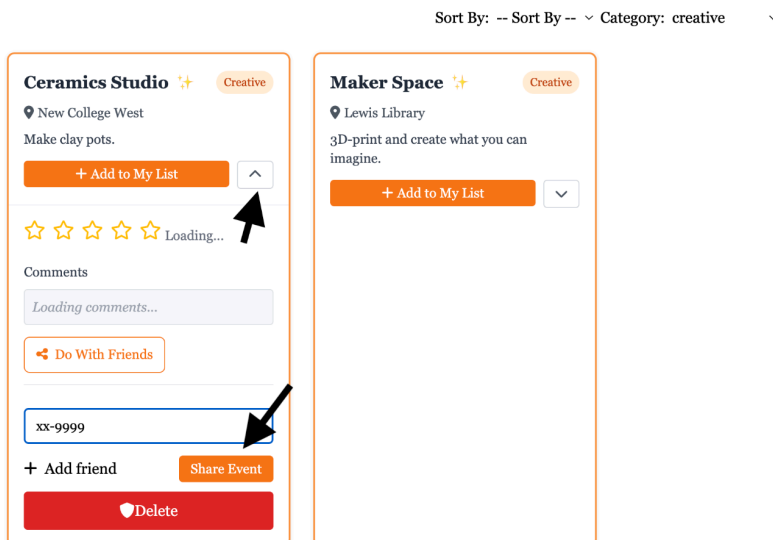 Sort By: -- Sort By -- Category: creative
Ceramics Studio ✨ Creative
New College West
Make clay pots.
+ Add to My List
Loading...
Comments
Loading comments...
Do With Friends
xx-9999
+ Add friend Share Event
Delete
Maker Space ✨ Creative
Lewis Library
3D-print and create what you can
imagine.
+ Add to My List